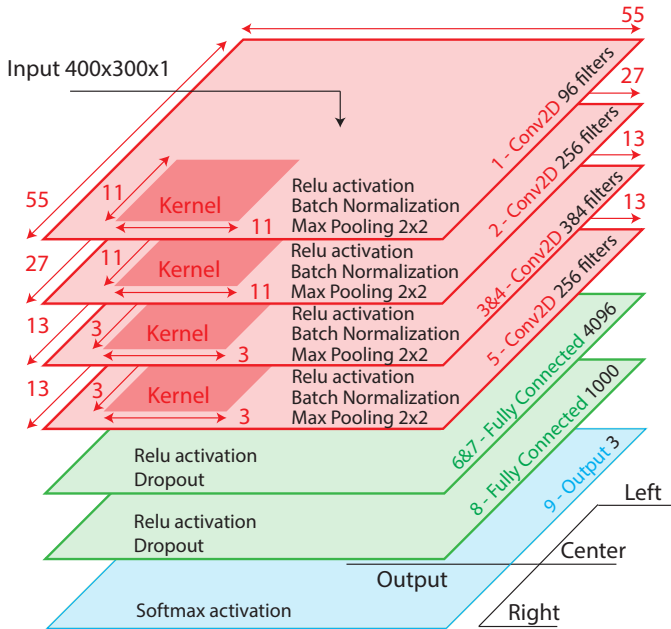 55
Input 400x300x1
1 - Conv2D 96 filters
27
55
11
Kernel
11
Relu activation
Batch Normalization
Max Pooling 2x2
2 - Conv2D 256 filters
13
27
11
Kernel
11
Relu activation
Batch Normalization
Max Pooling 2x2
3&4 - Conv2D 384 filters
13
13
3
Kernel
3
Relu activation
Batch Normalization
Max Pooling 2x2
5 - Conv2D 256 filters
13
3
Kernel
3
Relu activation
Batch Normalization
Max Pooling 2x2
6&7 - Fully Connected 4096
Relu activation
Dropout
8 - Fully Connected 1000
Relu activation
Dropout
9 - Output 3
Softmax activation
Output
Left
Center
Right